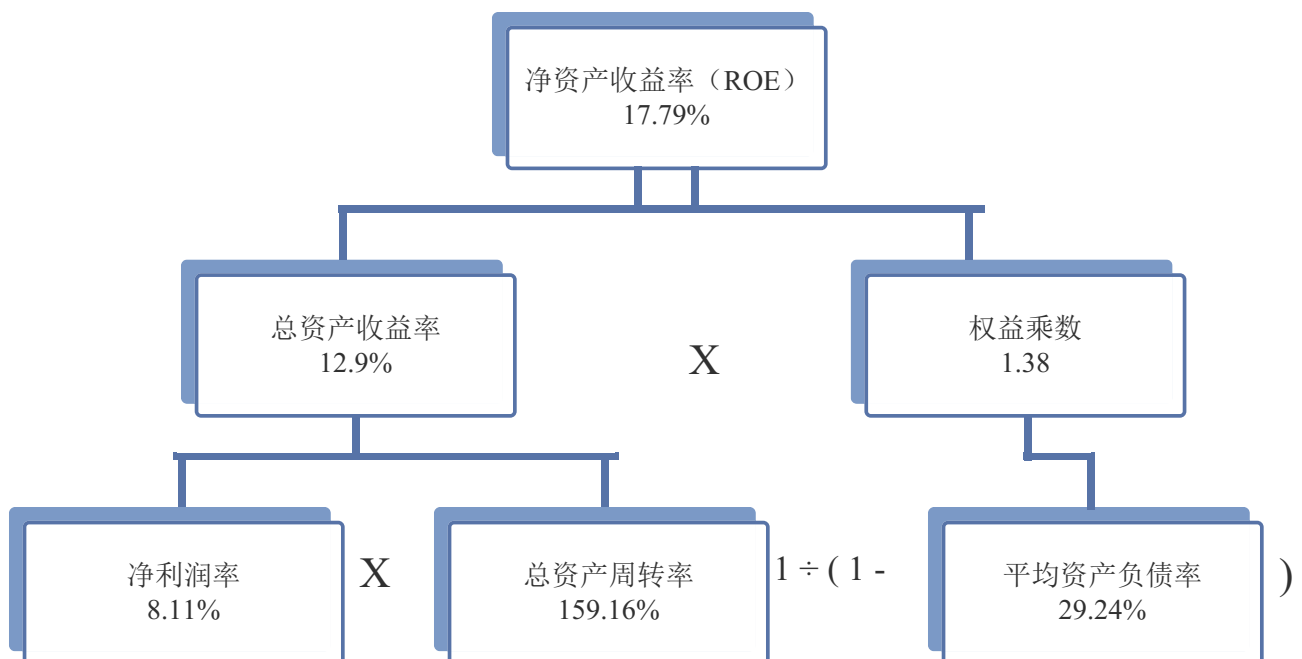 净资产收益率（ROE）
17.79%
总资产收益率
12.9%
X
权益乘数
1.38
净利润率
8.11%
X
总资产周转率
159.16%
1 ÷ ( 1 -
平均资产负债率
29.24%
)